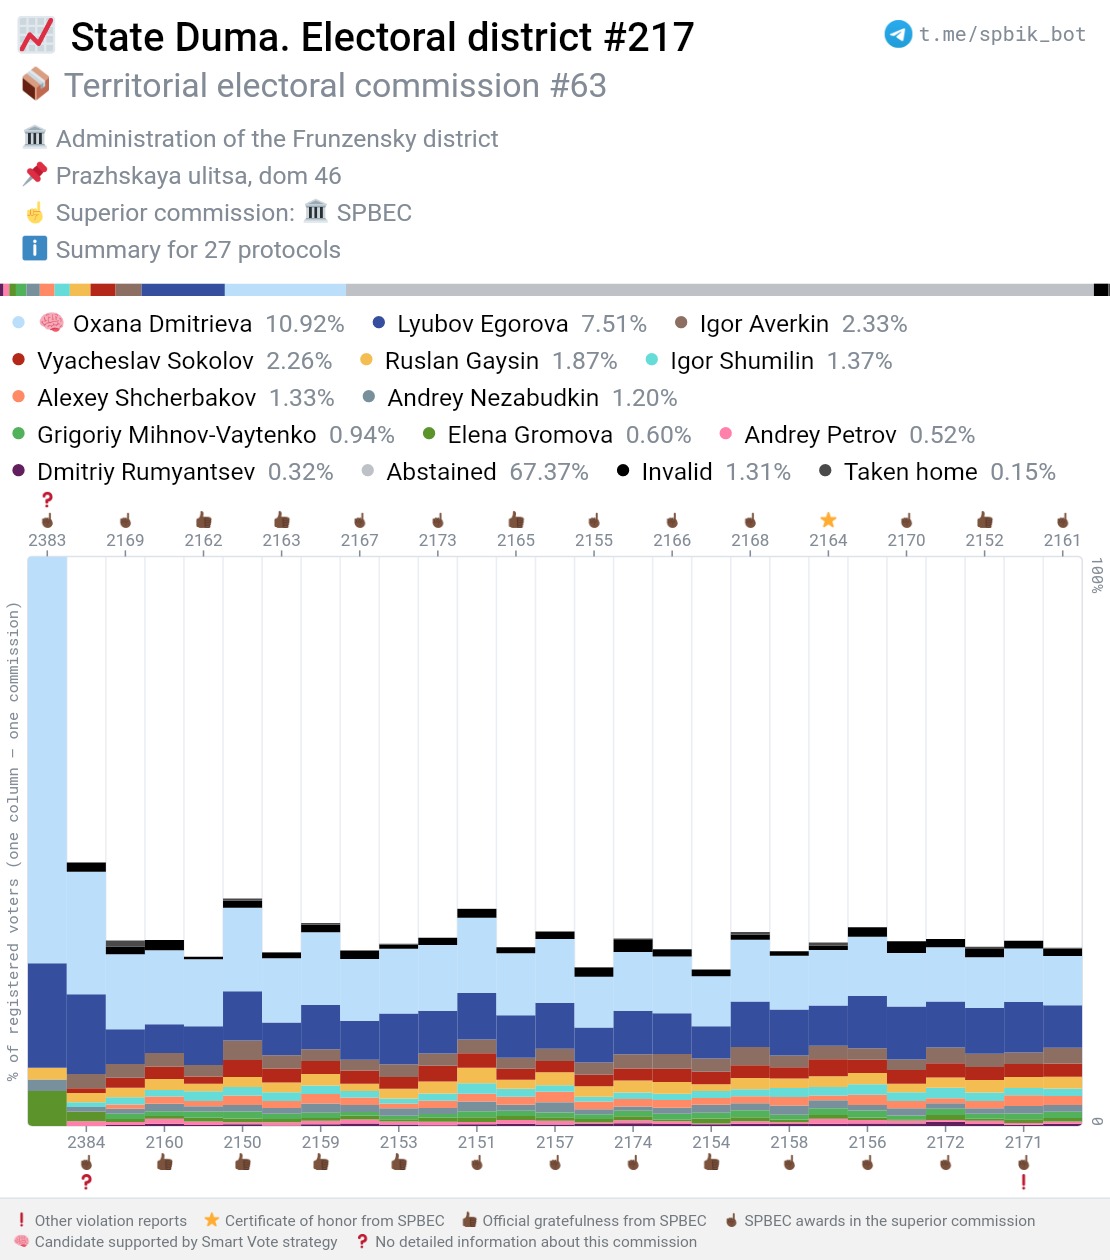 State Duma. Electoral district #217
t.me/spbik_bot
Territorial electoral commission #63
Administration of the Frunzensky district
Prazhskaya ulitsa, dom 46
Superior commission: SPBEC
Summary for 27 protocols
Oxana Dmitrieva 10.92% Lyubov Egorova 7.51% Igor Averkin 2.33%
Vyacheslav Sokolov 2.26% Ruslan Gaysin 1.87% Igor Shumilin 1.37%
Alexey Shcherbakov 1.33% Andrey Nezabudkin 1.20%
Grigoriy Mihnov-Vaytenko 0.94% Elena Gromova 0.60% Andrey Petrov 0.52%
Dmitriy Rumyantsev 0.32% Abstained 67.37% Invalid 1.31% Taken home 0.15%
2383 2169 2162 2163 2167 2173 2165 2155 2166 2168 2164 2170 2152 2161
100%
% of registered voters (one column — one commission)
0
2384 2160 2150 2159 2153 2151 2157 2174 2154 2158 2156 2172 2171
Other violation reports Certificate of honor from SPBEC Official gratefulness from SPBEC SPBEC awards in the superior commission
Candidate supported by Smart Vote strategy No detailed information about this commission